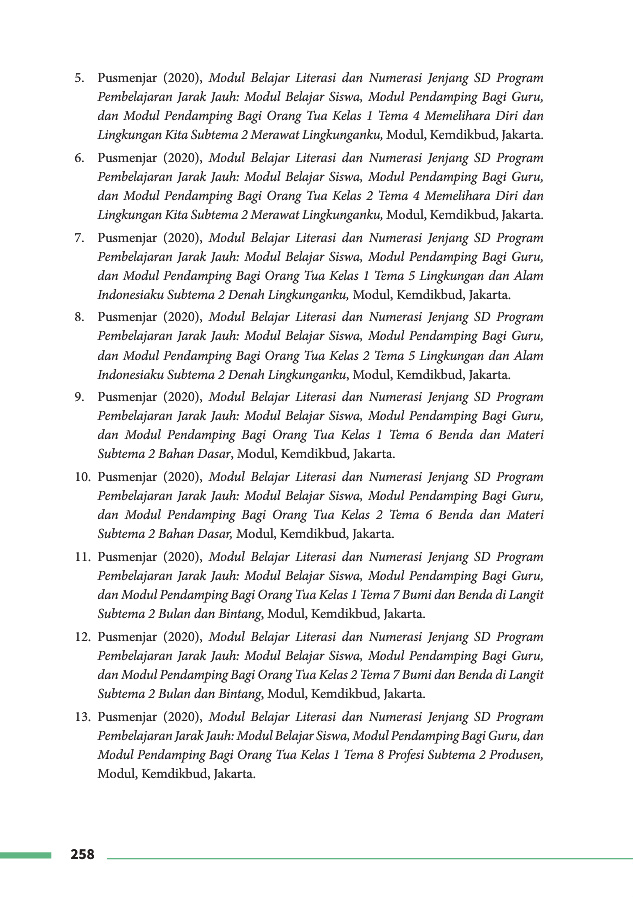 5. Pusmenjar (2020), Modul Belajar Literasi dan Numerasi Jenjang SD Program
Pembelajaran Jarak Jauh: Modul Belajar Siswa, Modul Pendamping Bagi Guru,
dan Modul Pendamping Bagi Orang Tua Kelas 1 Tema 4 Memelihara Diri dan
Lingkungan Kita Subtema 2 Merawat Lingkunganku, Modul, Kemdikbud, Jakarta.
6. Pusmenjar (2020), Modul Belajar Literasi dan Numerasi Jenjang SD Program
Pembelajaran Jarak Jauh: Modul Belajar Siswa, Modul Pendamping Bagi Guru,
dan Modul Pendamping Bagi Orang Tua Kelas 2 Tema 4 Memelihara Diri dan
Lingkungan Kita Subtema 2 Merawat Lingkunganku, Modul, Kemdikbud, Jakarta.
7. Pusmenjar (2020), Modul Belajar Literasi dan Numerasi Jenjang SD Program
Pembelajaran Jarak Jauh: Modul Belajar Siswa, Modul Pendamping Bagi Guru,
dan Modul Pendamping Bagi Orang Tua Kelas 1 Tema 5 Lingkungan dan Alam
Indonesiaku Subtema 2 Denah Lingkunganku, Modul, Kemdikbud, Jakarta.
8. Pusmenjar (2020), Modul Belajar Literasi dan Numerasi Jenjang SD Program
Pembelajaran Jarak Jauh: Modul Belajar Siswa, Modul Pendamping Bagi Guru,
dan Modul Pendamping Bagi Orang Tua Kelas 2 Tema 5 Lingkungan dan Alam
Indonesiaku Subtema 2 Denah Lingkunganku, Modul, Kemdikbud, Jakarta.
9. Pusmenjar (2020), Modul Belajar Literasi dan Numerasi Jenjang SD Program
Pembelajaran Jarak Jauh: Modul Belajar Siswa, Modul Pendamping Bagi Guru,
dan Modul Pendamping Bagi Orang Tua Kelas 1 Tema 6 Benda dan Materi
Subtema 2 Bahan Dasar, Modul, Kemdikbud, Jakarta.
10. Pusmenjar (2020), Modul Belajar Literasi dan Numerasi Jenjang SD Program
Pembelajaran Jarak Jauh: Modul Belajar Siswa, Modul Pendamping Bagi Guru,
dan Modul Pendamping Bagi Orang Tua Kelas 2 Tema 6 Benda dan Materi
Subtema 2 Bahan Dasar, Modul, Kemdikbud, Jakarta.
11. Pusmenjar (2020), Modul Belajar Literasi dan Numerasi Jenjang SD Program
Pembelajaran Jarak Jauh: Modul Belajar Siswa, Modul Pendamping Bagi Guru,
dan Modul Pendamping Bagi Orang Tua Kelas 1 Tema 7 Bumi dan Benda di Langit
Subtema 2 Bulan dan Bintang, Modul, Kemdikbud, Jakarta.
12. Pusmenjar (2020), Modul Belajar Literasi dan Numerasi Jenjang SD Program
Pembelajaran Jarak Jauh: Modul Belajar Siswa, Modul Pendamping Bagi Guru,
dan Modul Pendamping Bagi Orang Tua Kelas 2 Tema 7 Bumi dan Benda di Langit
Subtema 2 Bulan dan Bintang, Modul, Kemdikbud, Jakarta.
13. Pusmenjar (2020), Modul Belajar Literasi dan Numerasi Jenjang SD Program
Pembelajaran Jarak Jauh: Modul Belajar Siswa, Modul Pendamping Bagi Guru, dan
Modul Pendamping Bagi Orang Tua Kelas 1 Tema 8 Profesi Subtema 2 Produsen,
Modul, Kemdikbud, Jakarta.
258